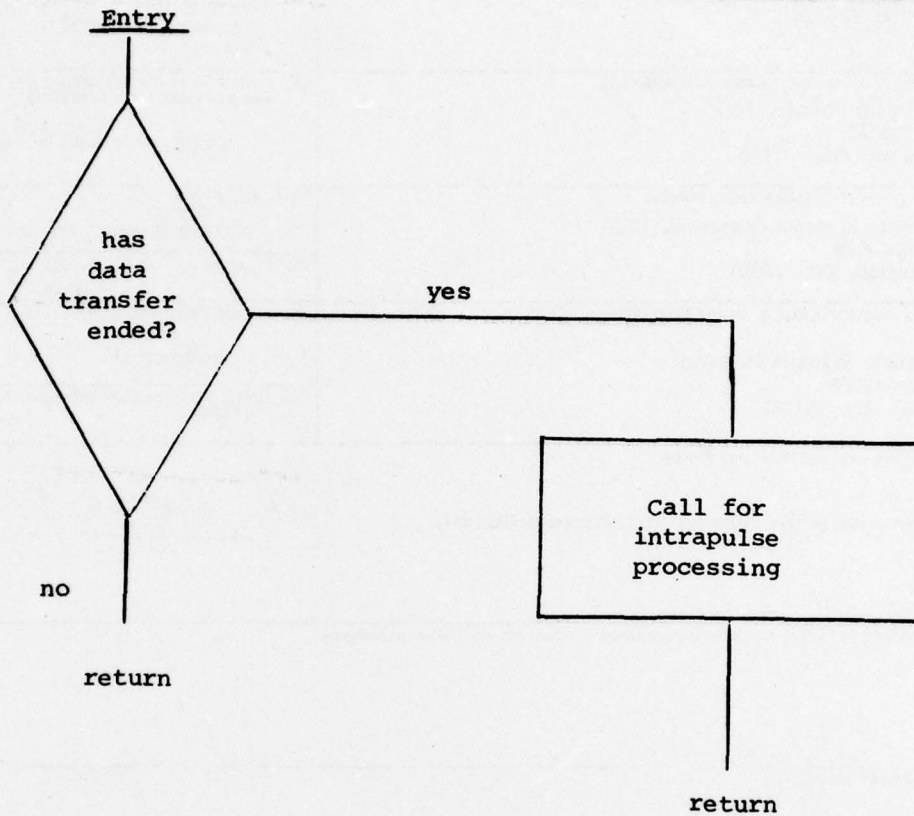 Entry
has
data
transfer
ended?
yes
Call for
intrapulse
processing
no
return
return